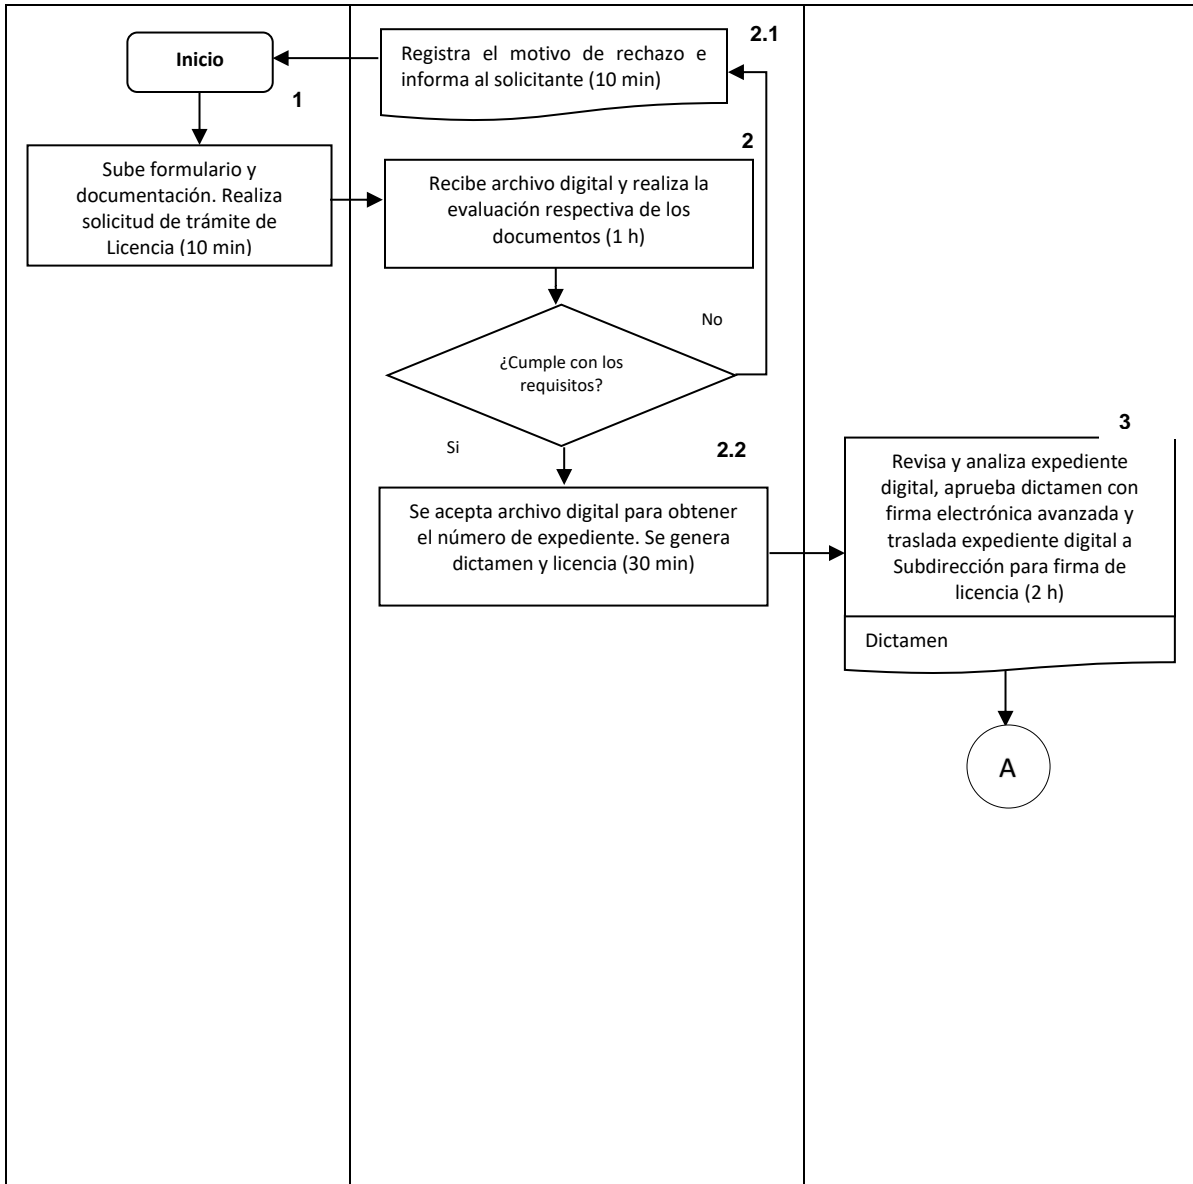 Inicio
1
Sube formulario y
documentación. Realiza
solicitud de trámite de
Licencia (10 min)
2.1
Registra el motivo de rechazo e
informa al solicitante (10 min)
2
Recibe archivo digital y realiza la
evaluación respectiva de los
documentos (1 h)
No
¿Cumple con los
requisitos?
Si
2.2
Se acepta archivo digital para obtener
el número de expediente. Se genera
dictamen y licencia (30 min)
3
Revisa y analiza expediente
digital, aprueba dictamen con
firma electrónica avanzada y
traslada expediente digital a
Subdirección para firma de
licencia (2 h)
Dictamen
A